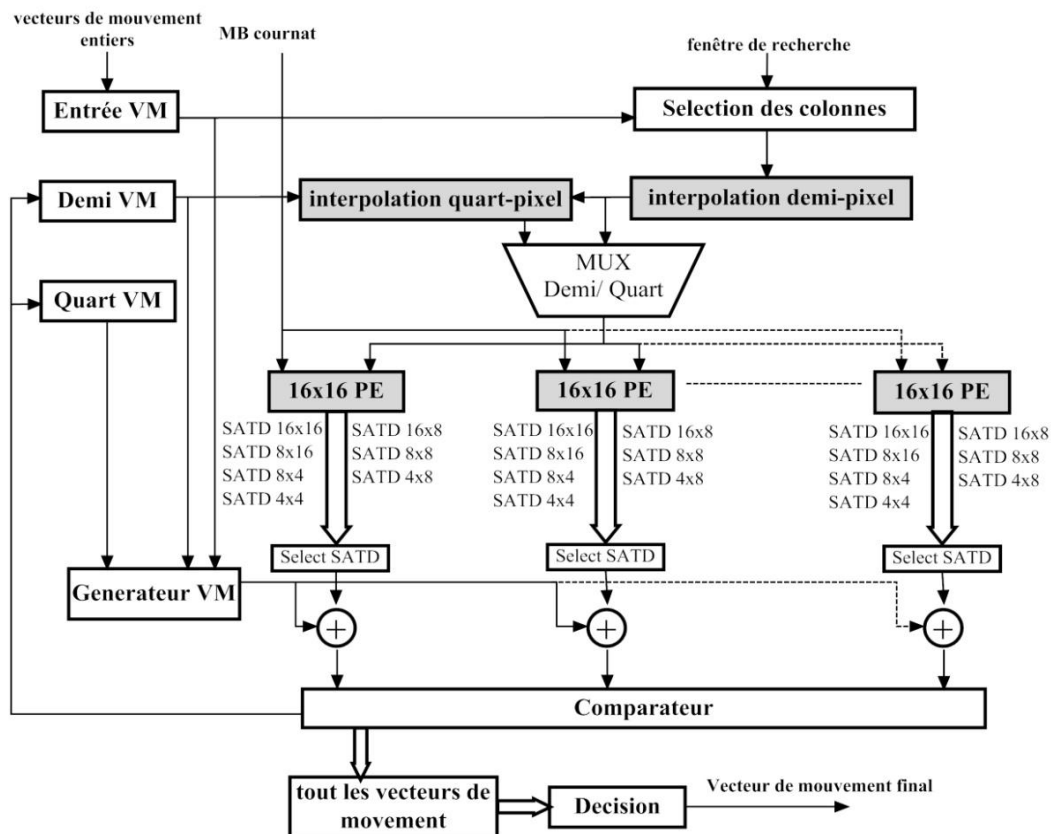 vecteurs de mouvement
entiers
MB cournat
fenêtre de recherche
Entrée VM
Selection des colonnes
Demi VM
interpolation quart-pixel
interpolation demi-pixel
MUX
Demi/ Quart
Quart VM
16x16 PE
16x16 PE
16x16 PE
SATD 16x16
SATD 8x16
SATD 8x4
SATD 4x4
SATD 16x8
SATD 8x8
SATD 4x8
SATD 16x16
SATD 8x16
SATD 8x4
SATD 4x4
SATD 16x8
SATD 8x8
SATD 4x8
SATD 16x16
SATD 8x16
SATD 8x4
SATD 4x4
SATD 16x8
SATD 8x8
SATD 4x8
Select SATD
Select SATD
Select SATD
Generateur VM
+
+
+
Comparateur
tout les vecteurs de
movement
Decision
Vecteur de mouvement final